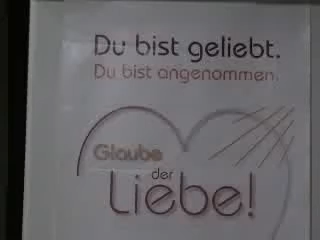 Du bist geliebt.
Du bist angenommen.
Glaube
der
Liebe!